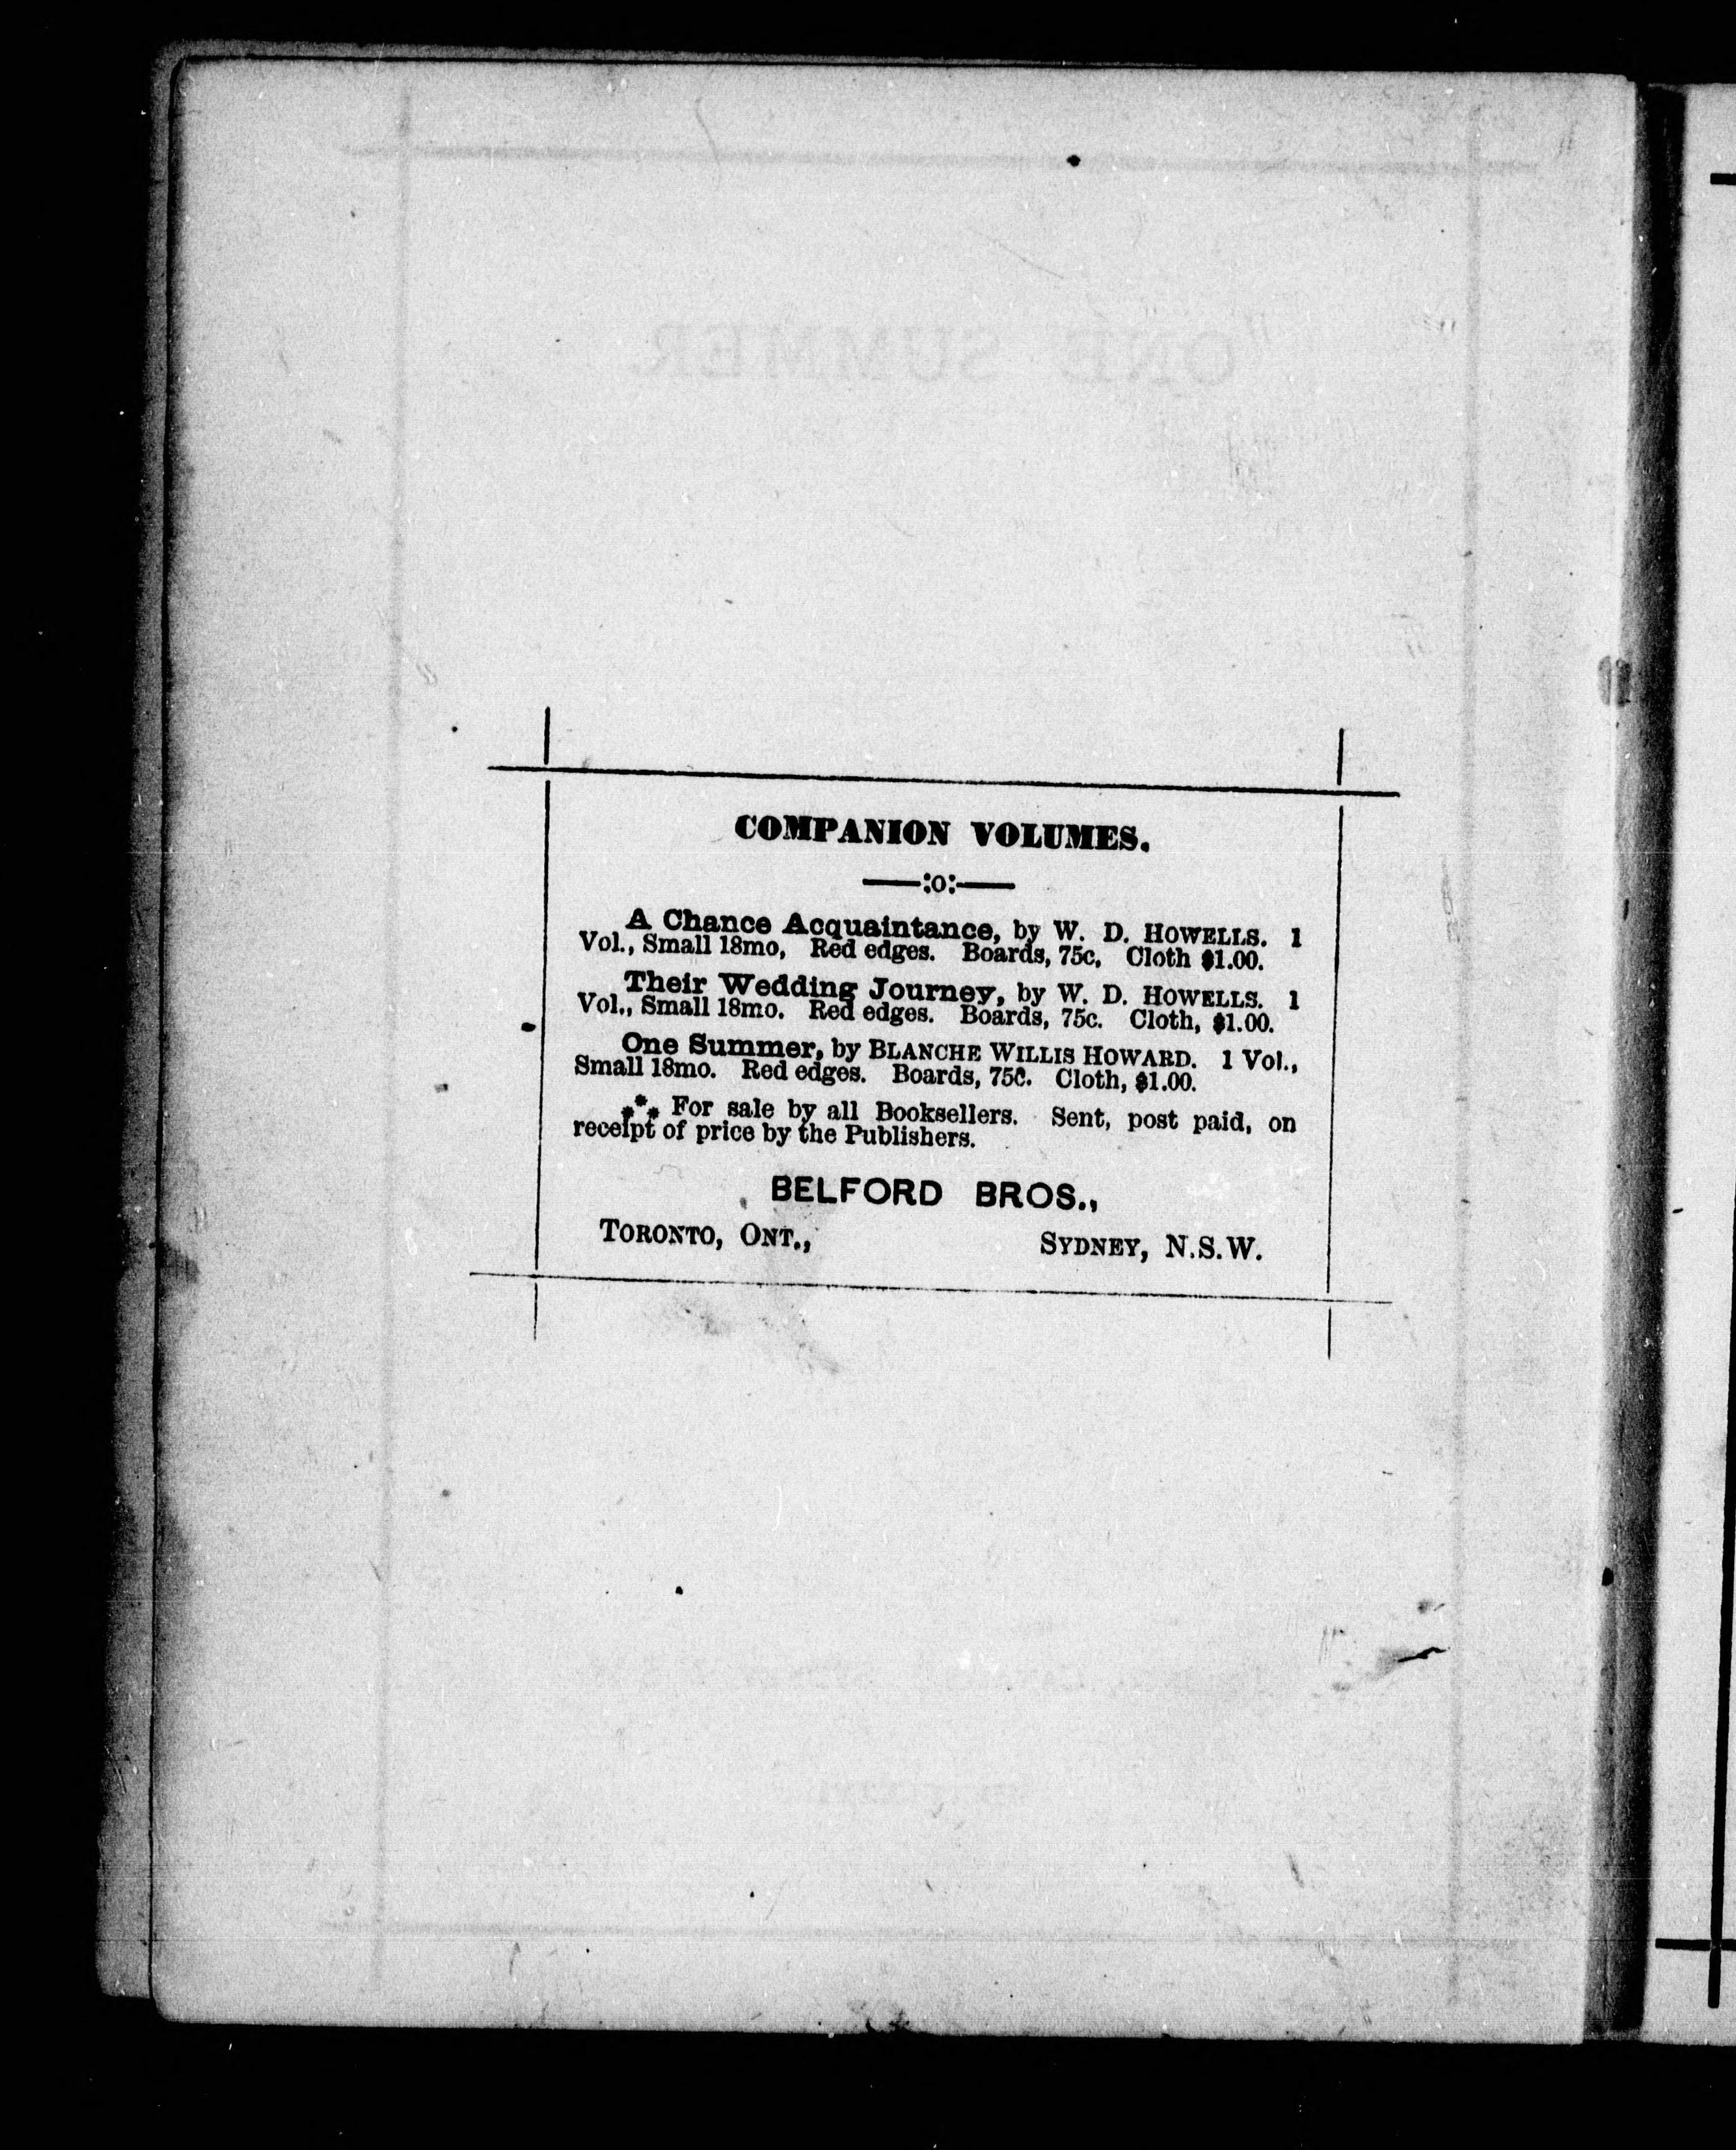 COMPANION VOLUMES.
——:o:——
A Chance Acquaintance, by W. D. HOWELLS. 1
Vol., Small 18mo, Red edges. Boards, 75c, Cloth $1.00.
Their Wedding Journey, by W. D. HOWELLS. 1
Vol., Small 18mo. Red edges. Boards, 75c. Cloth, $1.00.
One Summer, by BLANCHE WILLIS HOWARD. 1 Vol.,
Small 18mo. Red edges. Boards, 75c. Cloth, $1.00.
*** For sale by all Booksellers. Sent, post paid, on
receipt of price by the Publishers.
BELFORD BROS.,
TORONTO, ONT., SYDNEY, N.S.W.